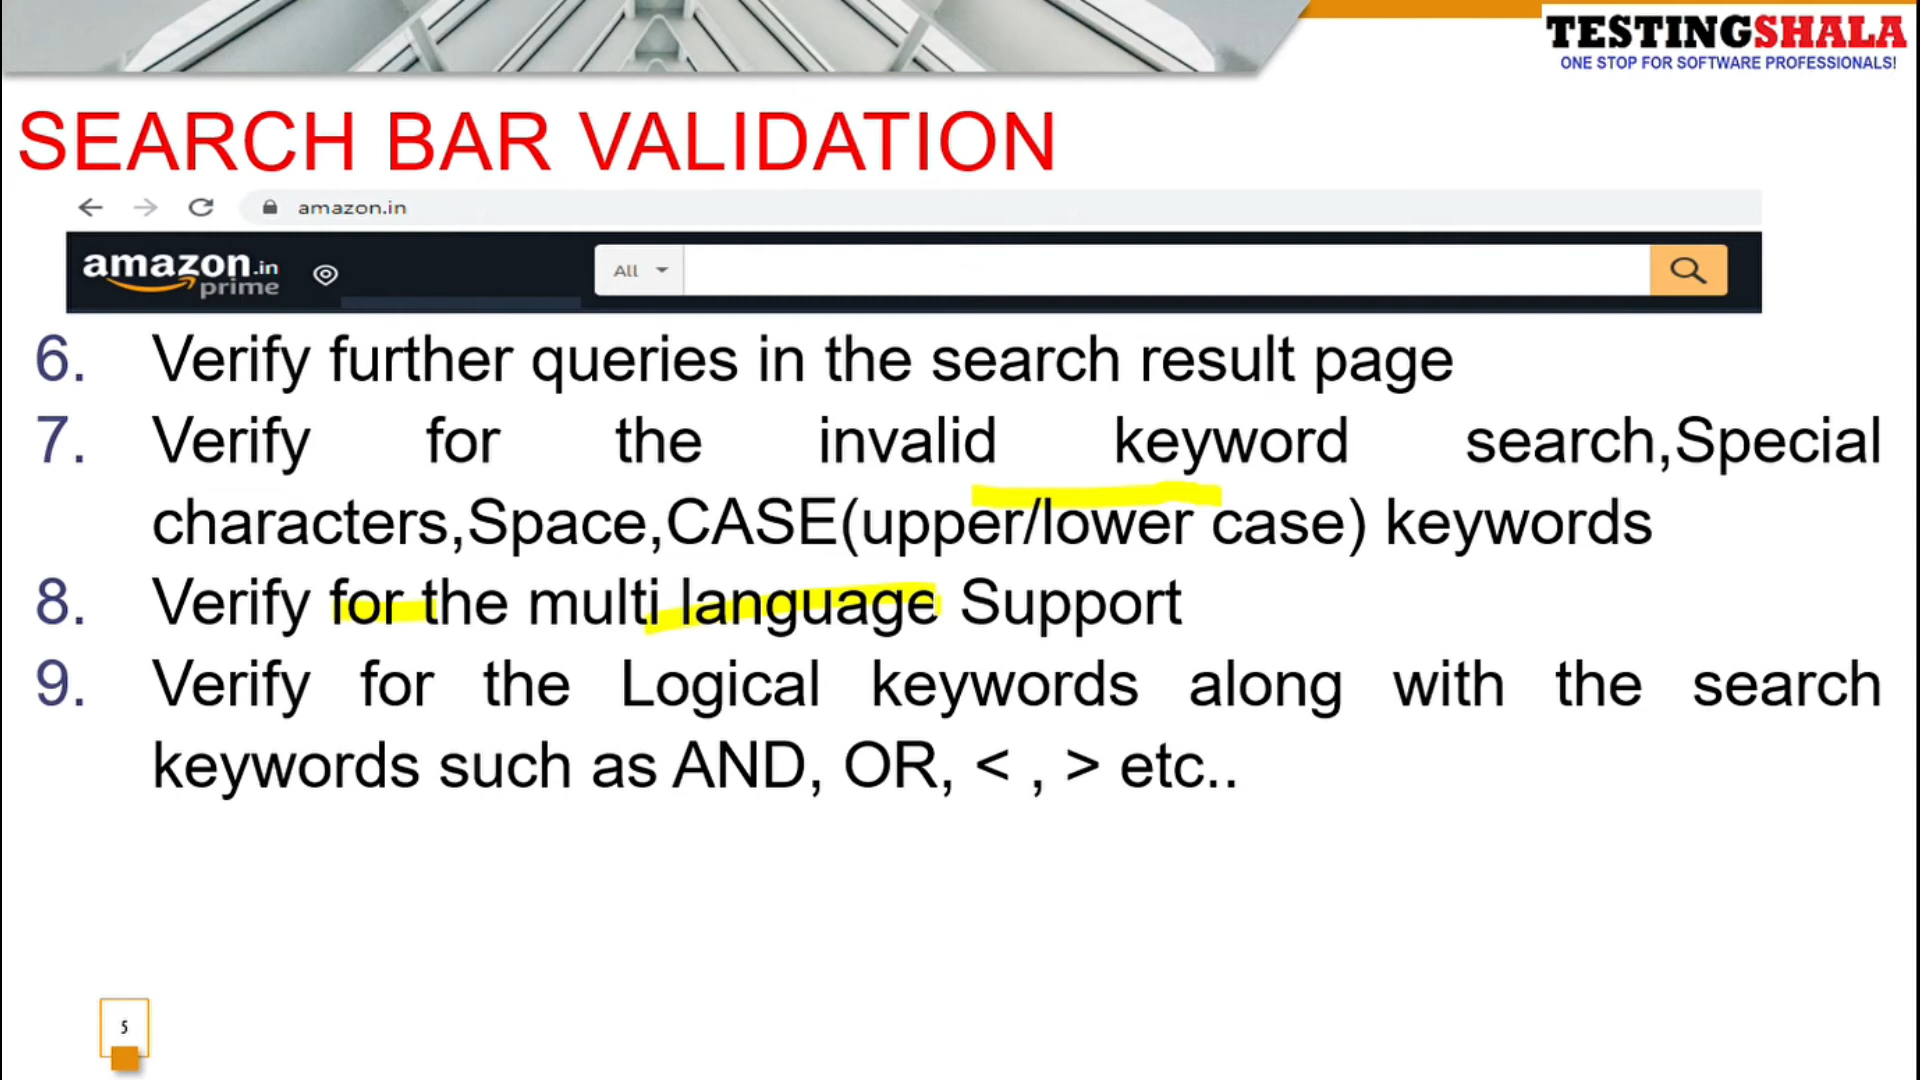 TESTINGSHALA
ONE STOP FOR SOFTWARE PROFESSIONALS!
SEARCH BAR VALIDATION
amazon.in
amazon.in
prime
All
6. Verify further queries in the search result page
7. Verify for the invalid keyword search,Special
characters,Space,CASE(upper/lower case) keywords
8. Verify for the multi language Support
9. Verify for the Logical keywords along with the search
keywords such as AND, OR, < , > etc..
5